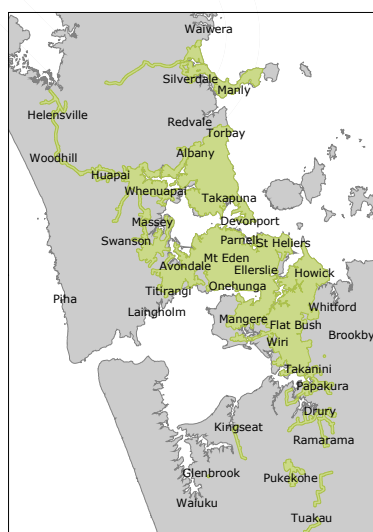 Waiwera
Silverdale
Manly
Helensville
Redvale
Torbay
Woodhill
Albany
Huapai
Whenuapai
Takapuna
Massey
Devonport
Swanson
Parnell
St Heliers
Mt Eden
Avondale
Ellerslie
Howick
Titirangi
Onehunga
Piha
Laingholm
Whitford
Mangere
Flat Bush
Brookby
Wiri
Takanini
Papakura
Drury
Kingseat
Ramarama
Glenbrook
Pukekohe
Waluku
Tuakau